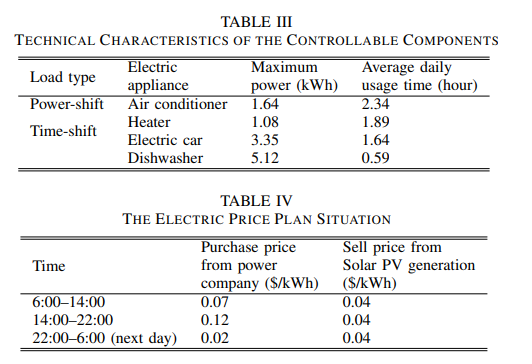 TABLE III
TECHNICAL CHARACTERISTICS OF THE CONTROLLABLE COMPONENTS
Load type Electric appliance Maximum power (kWh) Average daily usage time (hour)
Power-shift Air conditioner 1.64 2.34
Time-shift Heater 1.08 1.89
Electric car 3.35 1.64
Dishwasher 5.12 0.59
TABLE IV
THE ELECTRIC PRICE PLAN SITUATION
Time Purchase price from power company ($/kWh) Sell price from Solar PV generation ($/kWh)
6:00–14:00 0.07 0.04
14:00–22:00 0.12 0.04
22:00–6:00 (next day) 0.02 0.04